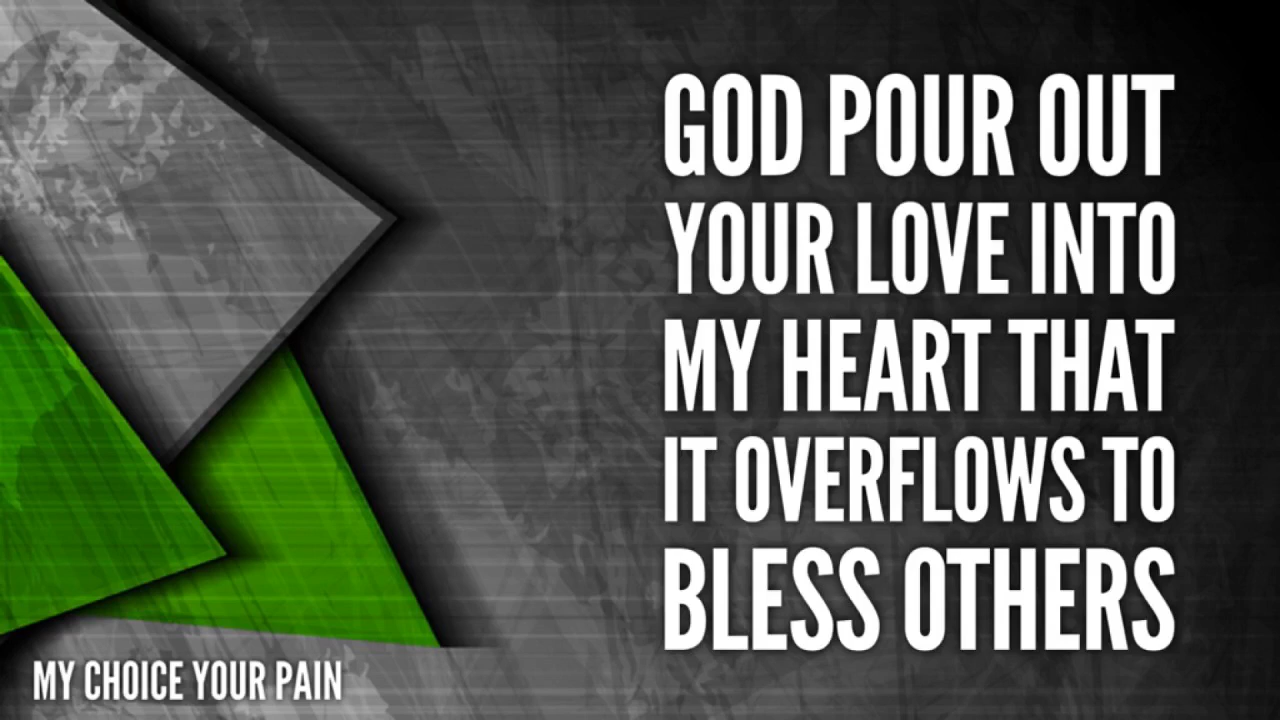 GOD POUR OUT
YOUR LOVE INTO
MY HEART THAT
IT OVERFLOWS TO
BLESS OTHERS
MY CHOICE YOUR PAIN